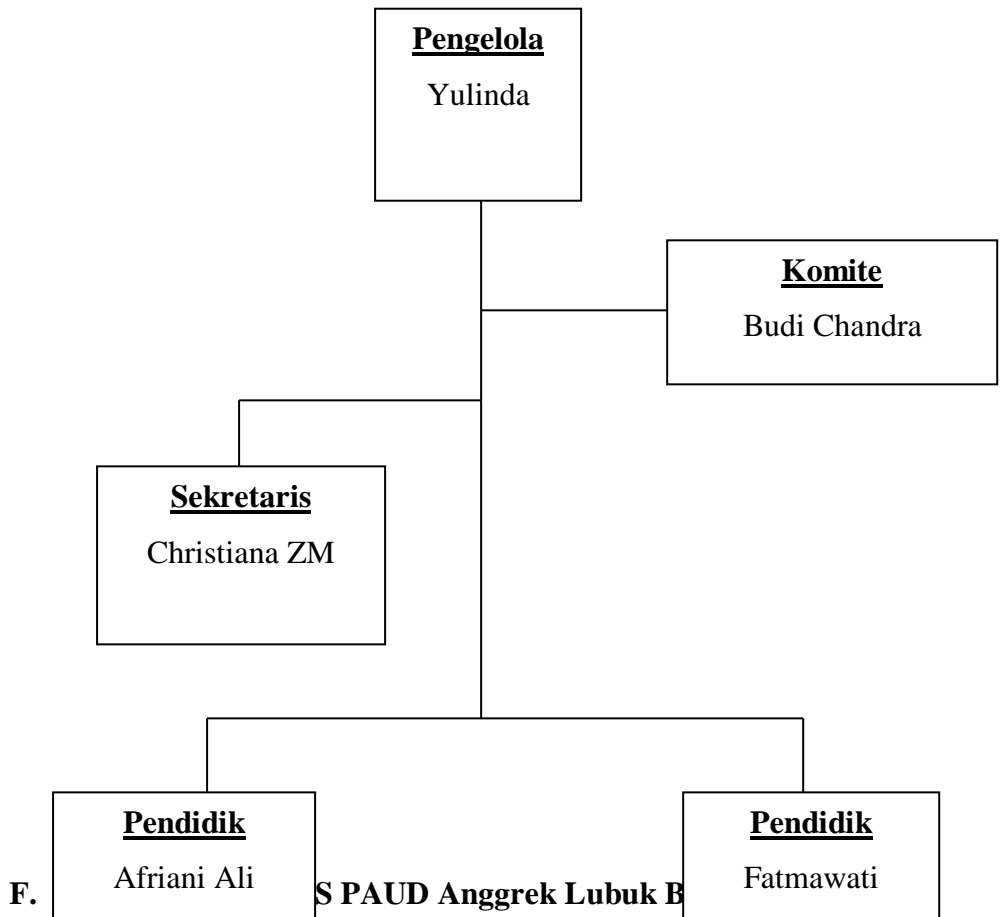 Pengelola
Yulinda
Komite
Budi Chandra
Sekretaris
Christiana ZM
Pendidik
Afriani Ali
Pendidik
Fatmawati
F. S PAUD Anggrek Lubuk B